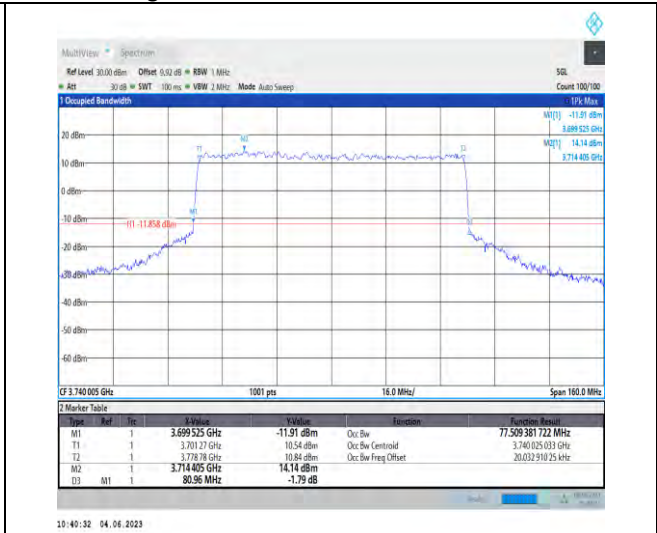 MultiView Spectrum
Ref Level 30.00 dBm Offset 9.92 dB RBW 1 MHz SGL
Att 30 dB SWT 100 ms VBW 2 MHz Mode Auto Sweep Count 100/100
1 Occupied Bandwidth 1Pk Max
M1[1] -11.91 dBm
3.699 525 GHz
M2[1] 14.14 dBm
3.714 405 GHz
20 dBm
M2
T1
T2
10 dBm
0 dBm
M1
-10 dBm
H1 -11.858 dBm
-20 dBm
-30 dBm
-40 dBm
-50 dBm
-60 dBm
CF 3.740 005 GHz 1001 pts 16.0 MHz/ Span 160.0 MHz
2 Marker Table
Type Ref Trc X-Value Y-Value Function Function Result
M1 1 3.699 525 GHz -11.91 dBm Occ Bw 77.509 381 722 MHz
T1 1 3.701 27 GHz 10.54 dBm Occ Bw Centroid 3.740 025 033 GHz
T2 1 3.778 78 GHz 10.84 dBm Occ Bw Freq Offset 20.032 910 25 kHz
M2 1 3.714 405 GHz 14.14 dBm
D3 M1 1 80.96 MHz -1.79 dB
10:40:32 04.06.2023